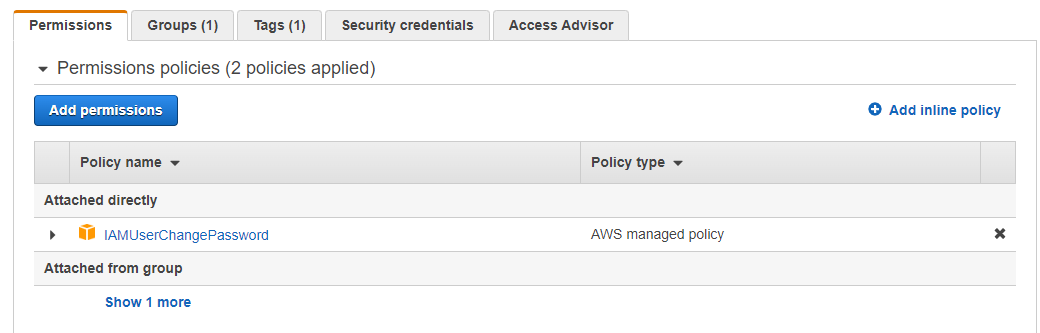 Permissions Groups (1) Tags (1) Security credentials Access Advisor
Permissions policies (2 policies applied)
Add permissions Add inline policy
Policy name Policy type
Attached directly
IAMUserChangePassword AWS managed policy
Attached from group
Show 1 more